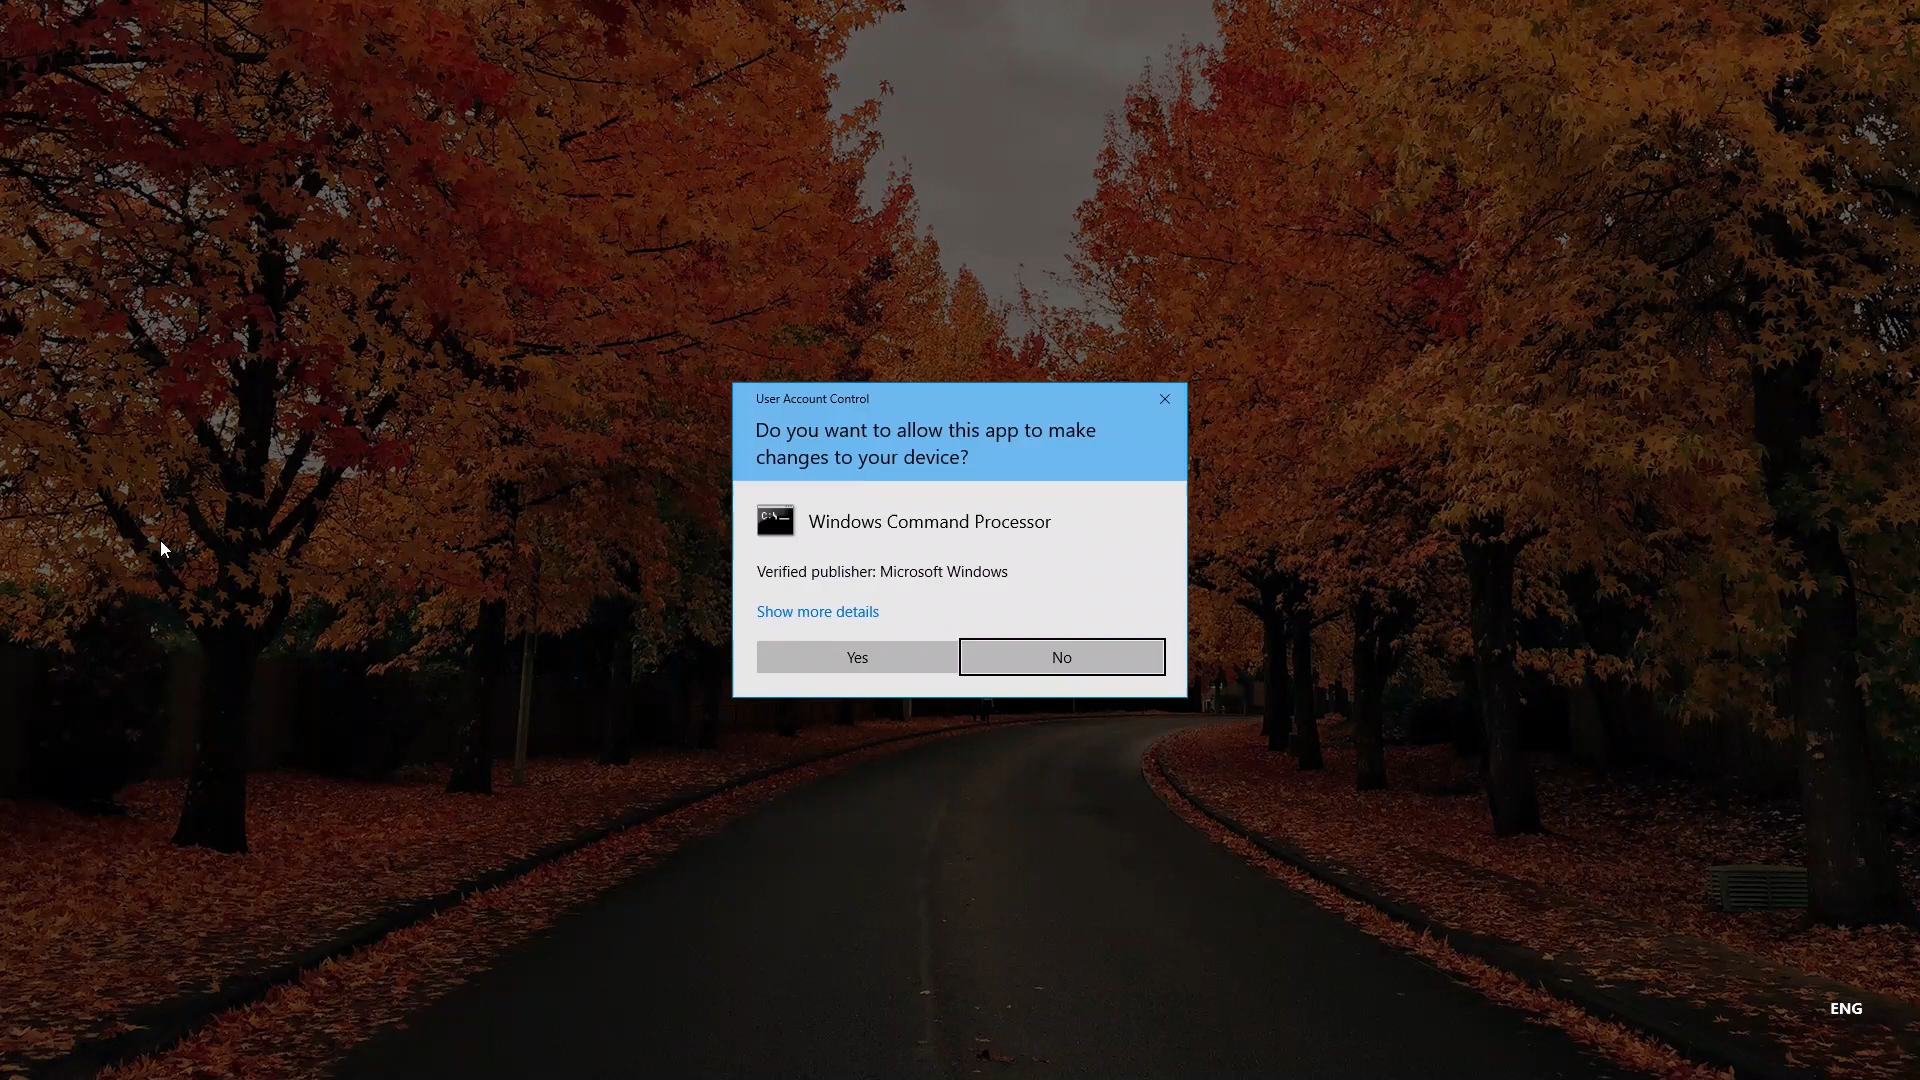 User Account Control
Do you want to allow this app to make
changes to your device?
C:\
Windows Command Processor
Verified publisher: Microsoft Windows
Show more details
Yes
No
ENG